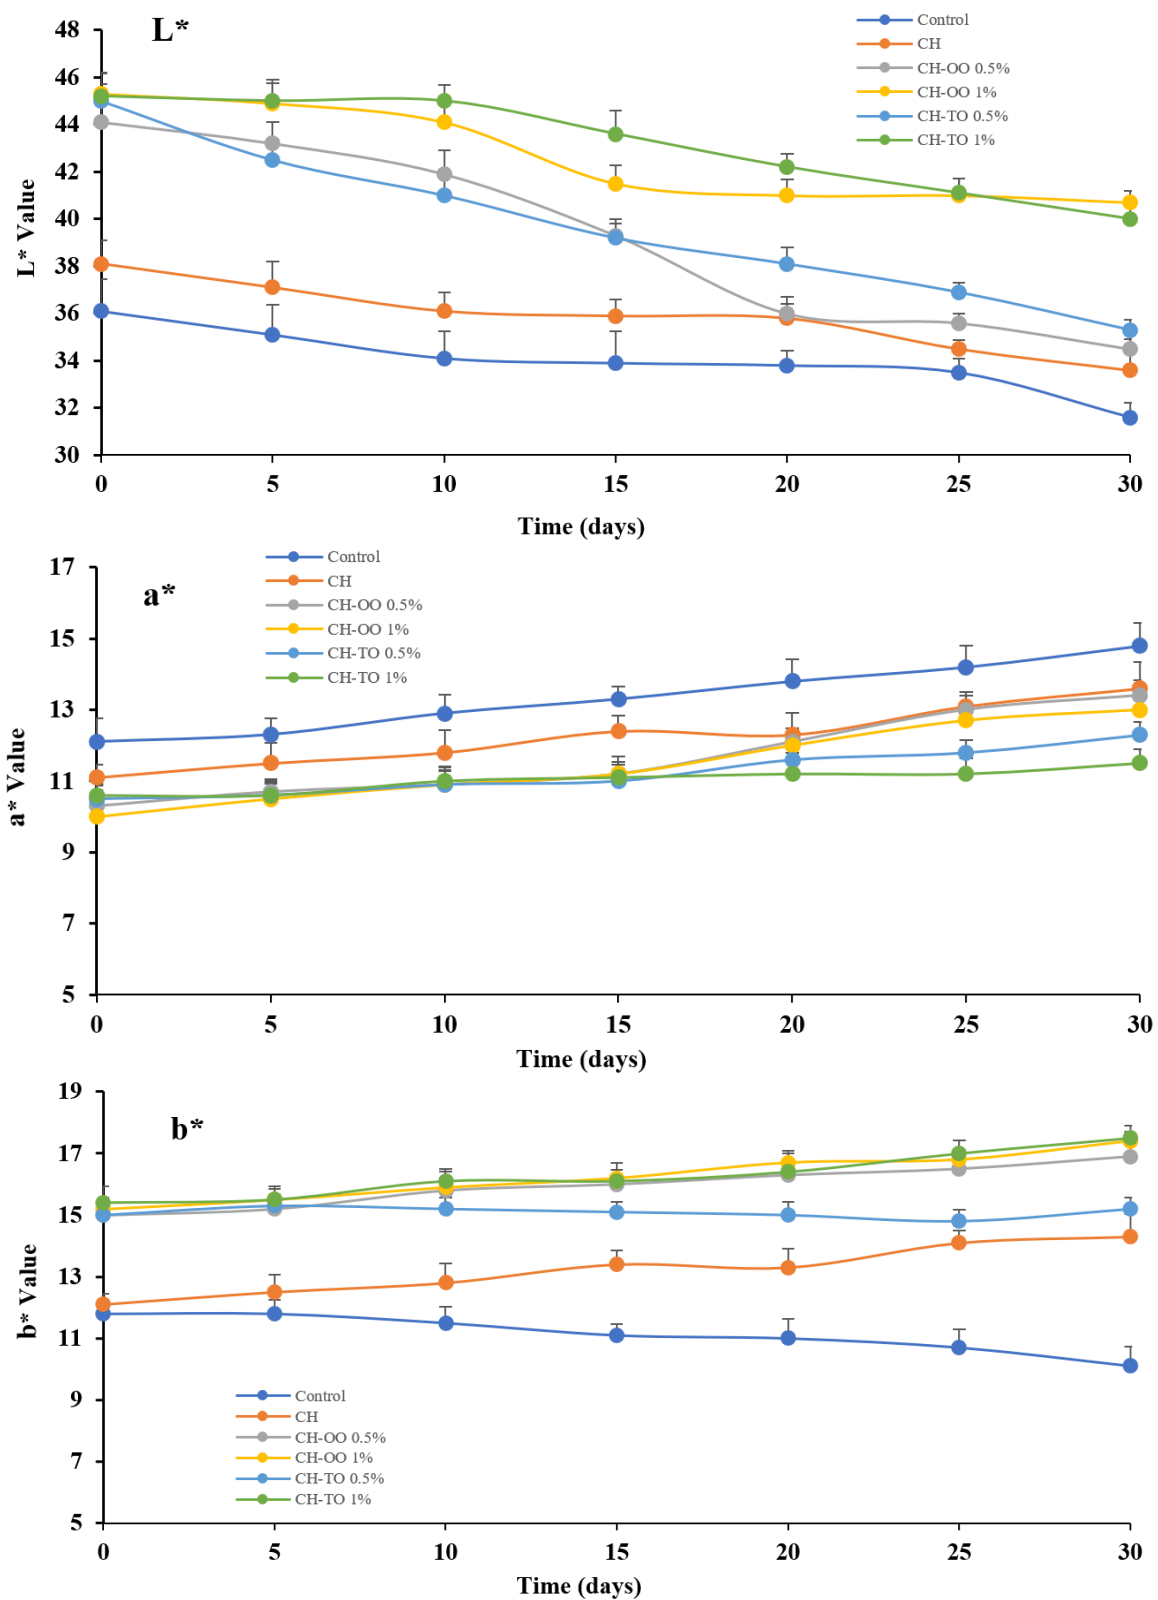 L*
Control
CH
CH-OO 0.5%
CH-OO 1%
CH-TO 0.5%
CH-TO 1%
48
46
44
42
40
38
36
34
32
30
L* Value
0 5 10 15 20 25 30
Time (days)
a*
Control
CH
CH-OO 0.5%
CH-OO 1%
CH-TO 0.5%
CH-TO 1%
17
15
13
11
9
7
5
a* Value
0 5 10 15 20 25 30
Time (days)
b*
19
17
15
13
11
9
7
5
b* Value
Control
CH
CH-OO 0.5%
CH-OO 1%
CH-TO 0.5%
CH-TO 1%
0 5 10 15 20 25 30
Time (days)